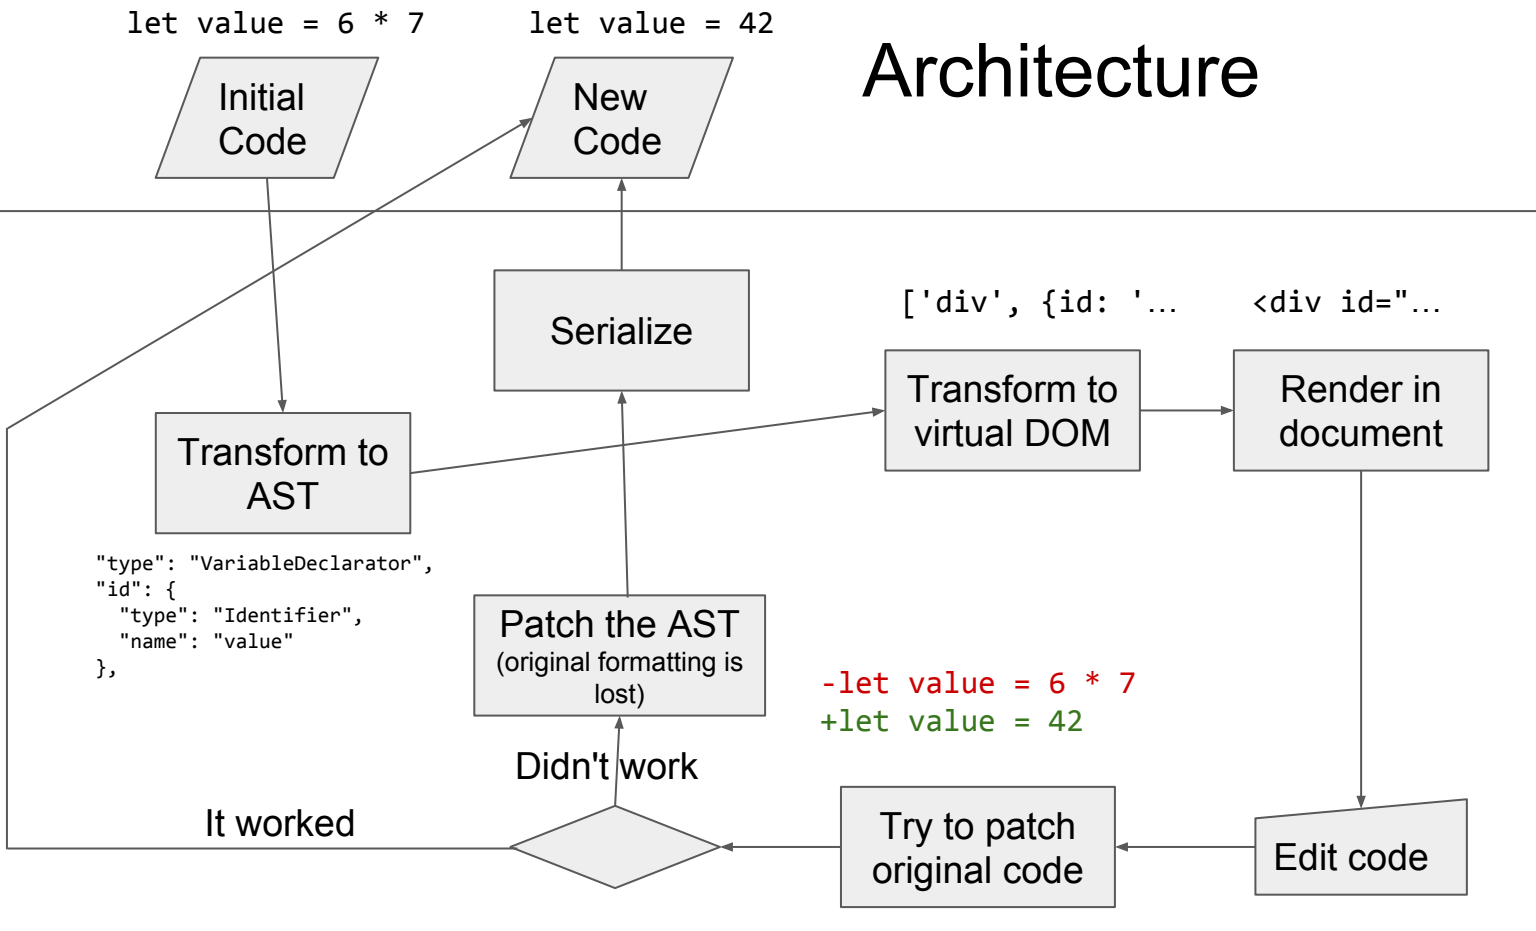 let value = 6 * 7
let value = 42
Architecture
Initial
Code
New
Code
Serialize
['div', {id: '…
<div id="…
Transform to
AST
Transform to
virtual DOM
Render in
document
"type": "VariableDeclarator",
"id": {
  "type": "Identifier",
  "name": "value"
},
Patch the AST
(original formatting is
lost)
-let value = 6 * 7
+let value = 42
Didn't work
It worked
Try to patch
original code
Edit code